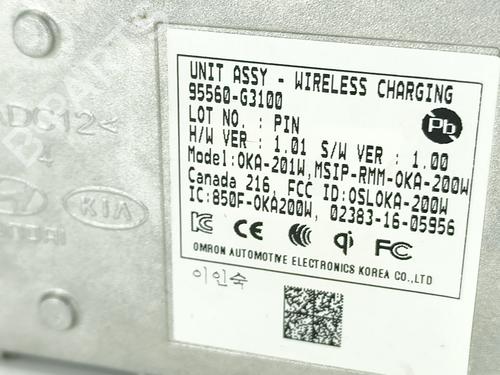 UNIT ASSY - WIRELESS CHARGING
95560-G3100
LOT NO. : PIN
H/W VER : 1.01 S/W VER : 1.00
Model:OKA-201W,MSIP-RMM-OKA-200W
Canada 216, FCC ID:OSLOKA-200W
IC:850F-OKA200W, 02383-16-05956
Pb
CE qi FC
OMRON AUTOMOTIVE ELECTRONICS KOREA CO.,LTD
이인숙
ADC12<
KIA